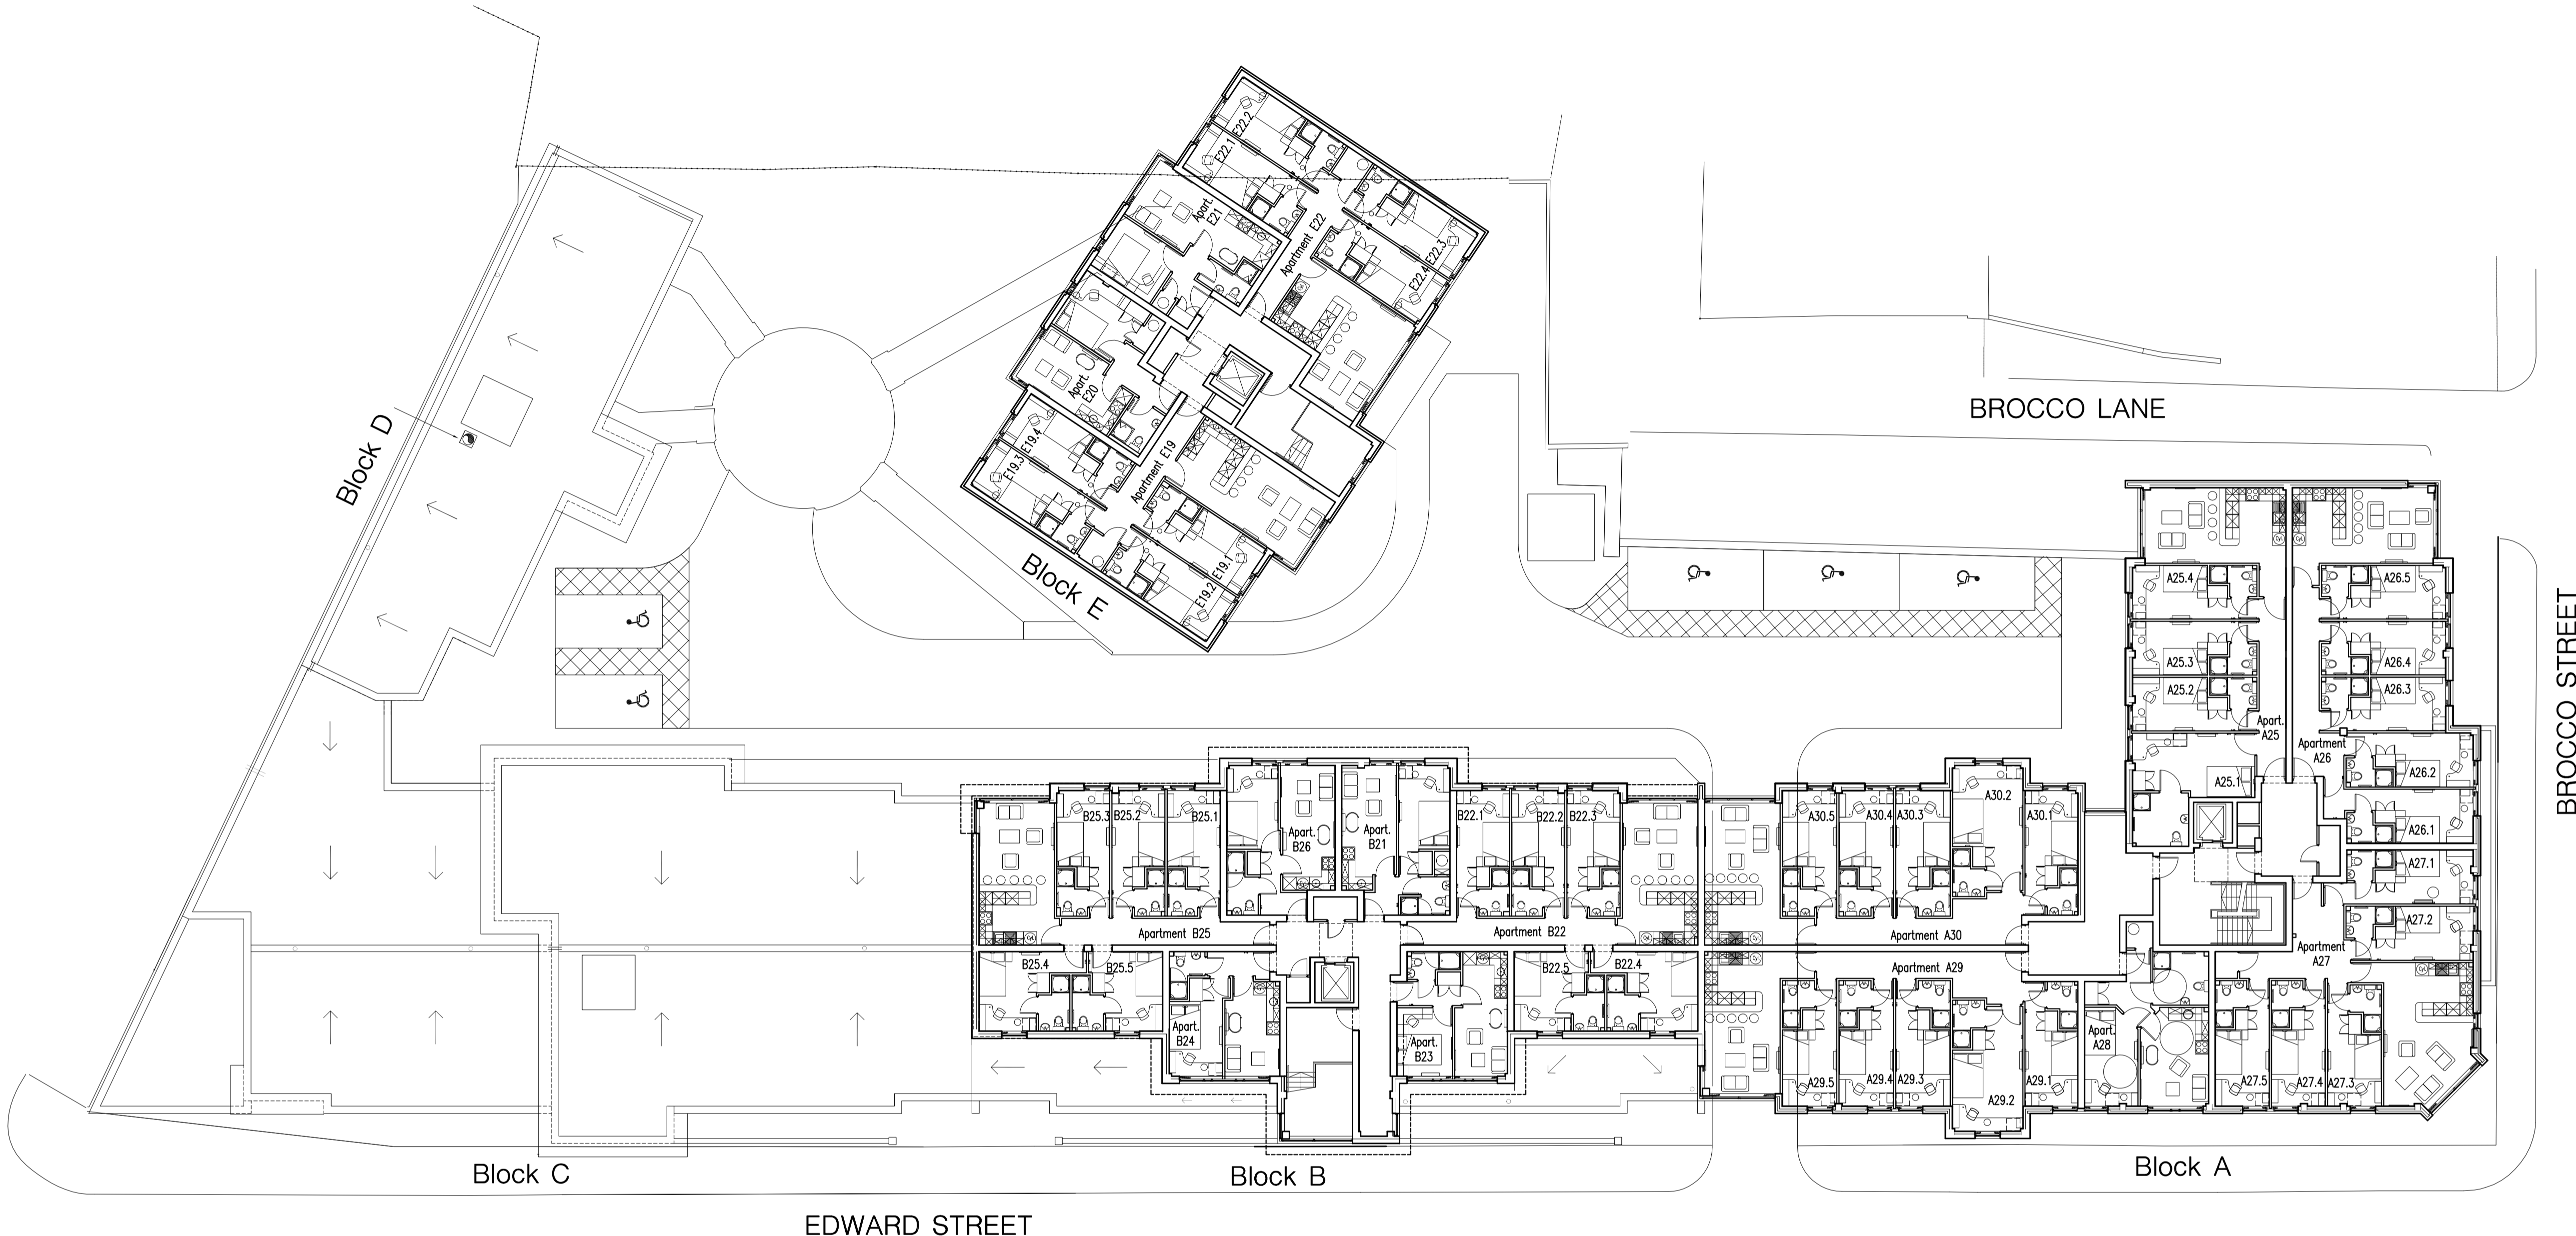 E22.2
E22.1
Apart.
E21
Apartment E22
E22.3
E22.4
Apart.
E20
E19.4
E19.3
Apartment E19
E19.1
E19.2
Block E
Block D
BROCCO LANE
BROCCO STREET
A25.4
A25.3
A25.2
Apart.
A25
A25.1
A26.5
A26.4
A26.3
Apartment
A26
A26.2
A26.1
A27.1
A27.2
Apartment
A27
B25.3
B25.2
B25.1
Apart.
B26
Apart.
B21
B22.1
B22.2
B22.3
A30.5
A30.4
A30.3
A30.2
A30.1
Apartment B25
Apartment B22
Apartment A30
B25.4
B25.5
B22.5
B22.4
Apartment A29
Apart.
B24
Apart.
B23
A29.5
A29.4
A29.3
A29.2
A29.1
Apart.
A28
A27.5
A27.4
A27.3
Block C
Block B
Block A
EDWARD STREET